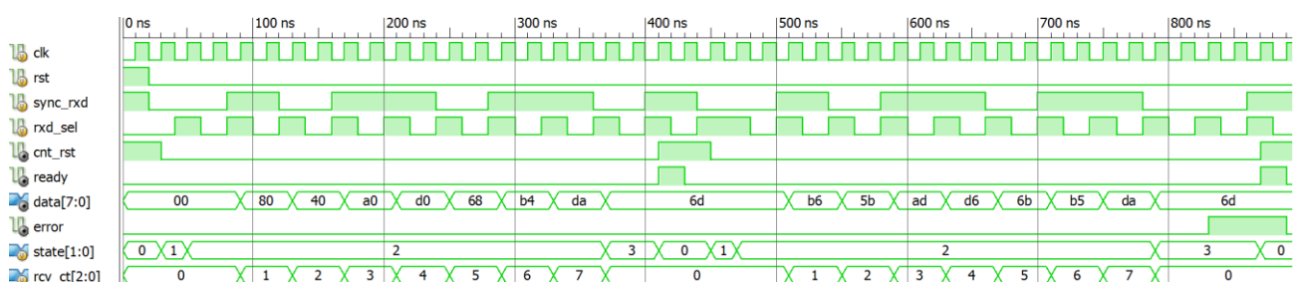 0 ns 100 ns 200 ns 300 ns 400 ns 500 ns 600 ns 700 ns 800 ns
clk
rst
sync_rxd
rxd_sel
cnt_rst
ready
data[7:0] 00 80 40 a0 d0 68 b4 da 6d b6 5b ad d6 6b b5 da 6d
error
state[1:0] 0 1 2 3 0 1 2 3 0
rcv_ct[2:0] 0 1 2 3 4 5 6 7 0 1 2 3 4 5 6 7 0